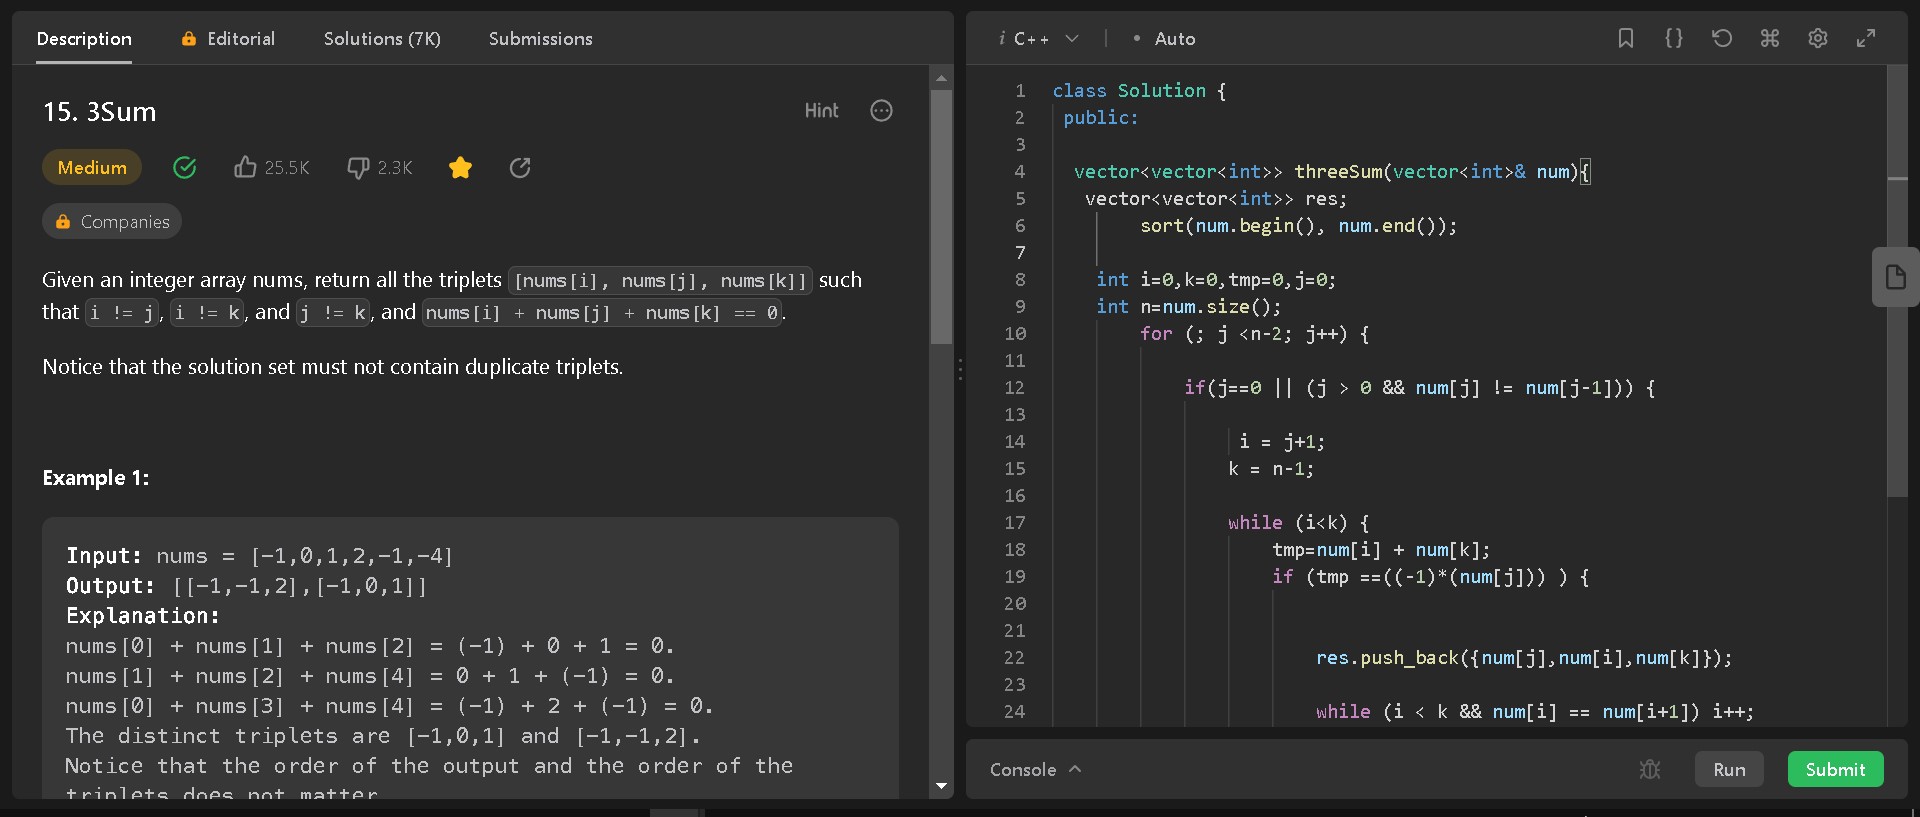 Description Editorial Solutions (7K) Submissions
15. 3Sum Hint
Medium 25.5K 2.3K
Companies
Given an integer array nums, return all the triplets [nums[i], nums[j], nums[k]] such
that i != j, i != k, and j != k, and nums[i] + nums[j] + nums[k] == 0.
Notice that the solution set must not contain duplicate triplets.
Example 1:
Input: nums = [-1,0,1,2,-1,-4]
Output: [[-1,-1,2],[-1,0,1]]
Explanation:
nums[0] + nums[1] + nums[2] = (-1) + 0 + 1 = 0.
nums[1] + nums[2] + nums[4] = 0 + 1 + (-1) = 0.
nums[0] + nums[3] + nums[4] = (-1) + 2 + (-1) = 0.
The distinct triplets are [-1,0,1] and [-1,-1,2].
Notice that the order of the output and the order of the
triplets does not matter.
i C++ • Auto
1 class Solution {
2 public:
3
4 vector<vector<int>> threeSum(vector<int>& num){
5 vector<vector<int>> res;
6 sort(num.begin(), num.end());
7
8 int i=0,k=0,tmp=0,j=0;
9 int n=num.size();
10 for (; j <n-2; j++) {
11
12 if(j==0 || (j > 0 && num[j] != num[j-1])) {
13
14 i = j+1;
15 k = n-1;
16
17 while (i<k) {
18 tmp=num[i] + num[k];
19 if (tmp ==((-1)*(num[j])) ) {
20
21
22 res.push_back({num[j],num[i],num[k]});
23
24 while (i < k && num[i] == num[i+1]) i++;
Console Run Submit